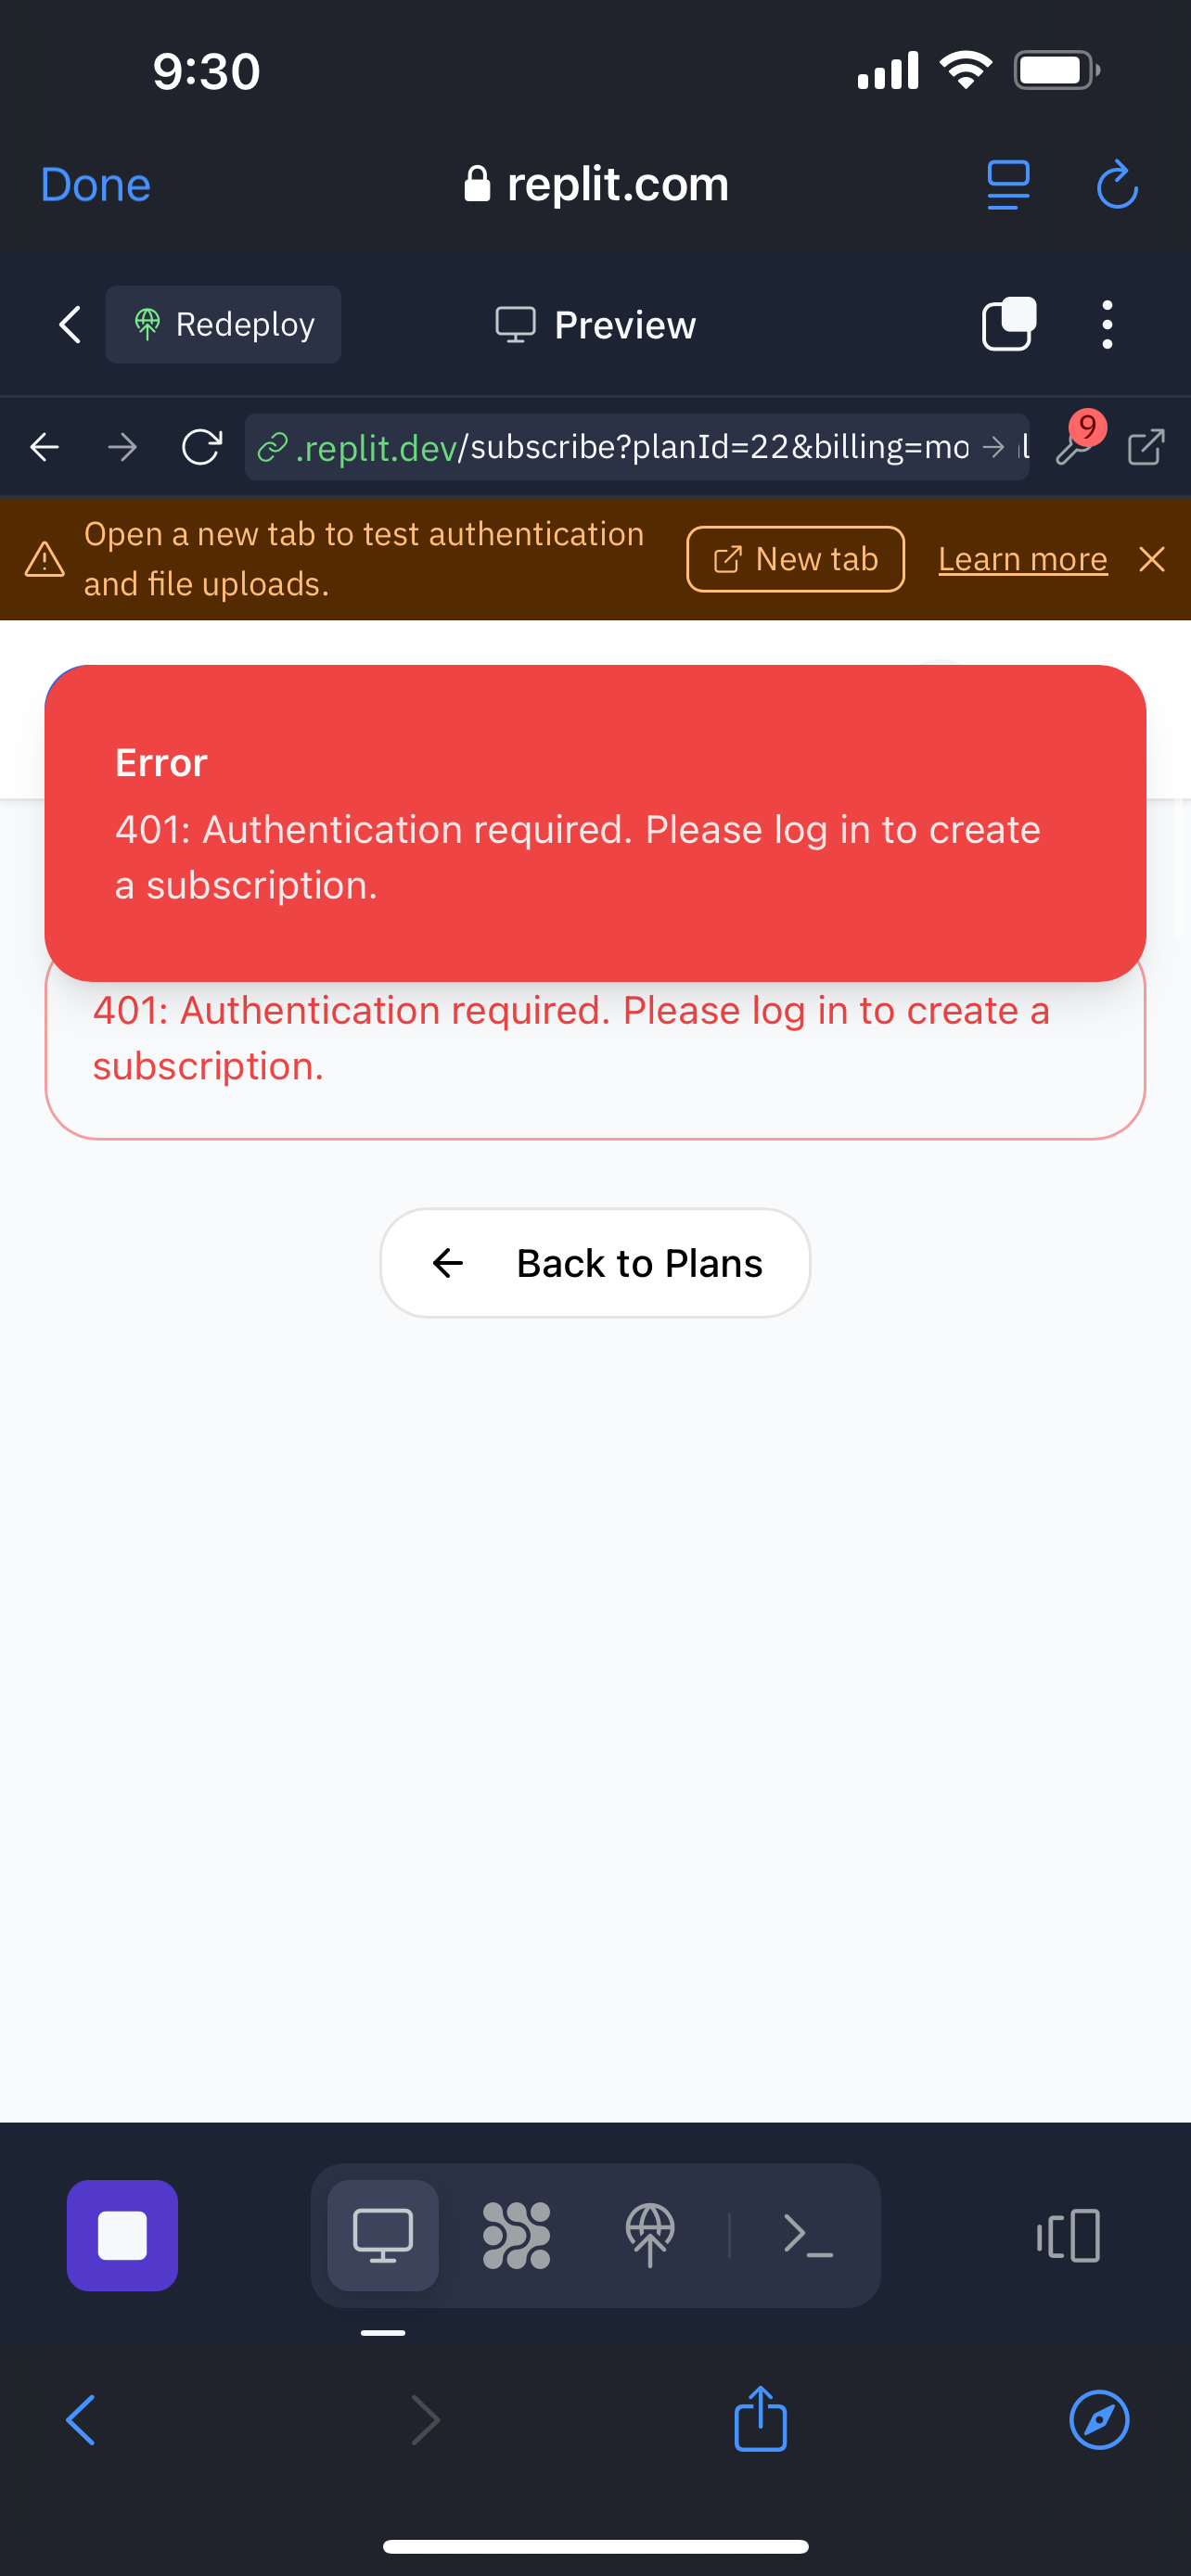 9:30
Done
replit.com
Redeploy
Preview
.replit.dev/subscribe?planId=22&billing=mo
9
Open a new tab to test authentication
and file uploads.
New tab
Learn more
Error
401: Authentication required. Please log in to create
a subscription.
401: Authentication required. Please log in to create a
subscription.
Back to Plans